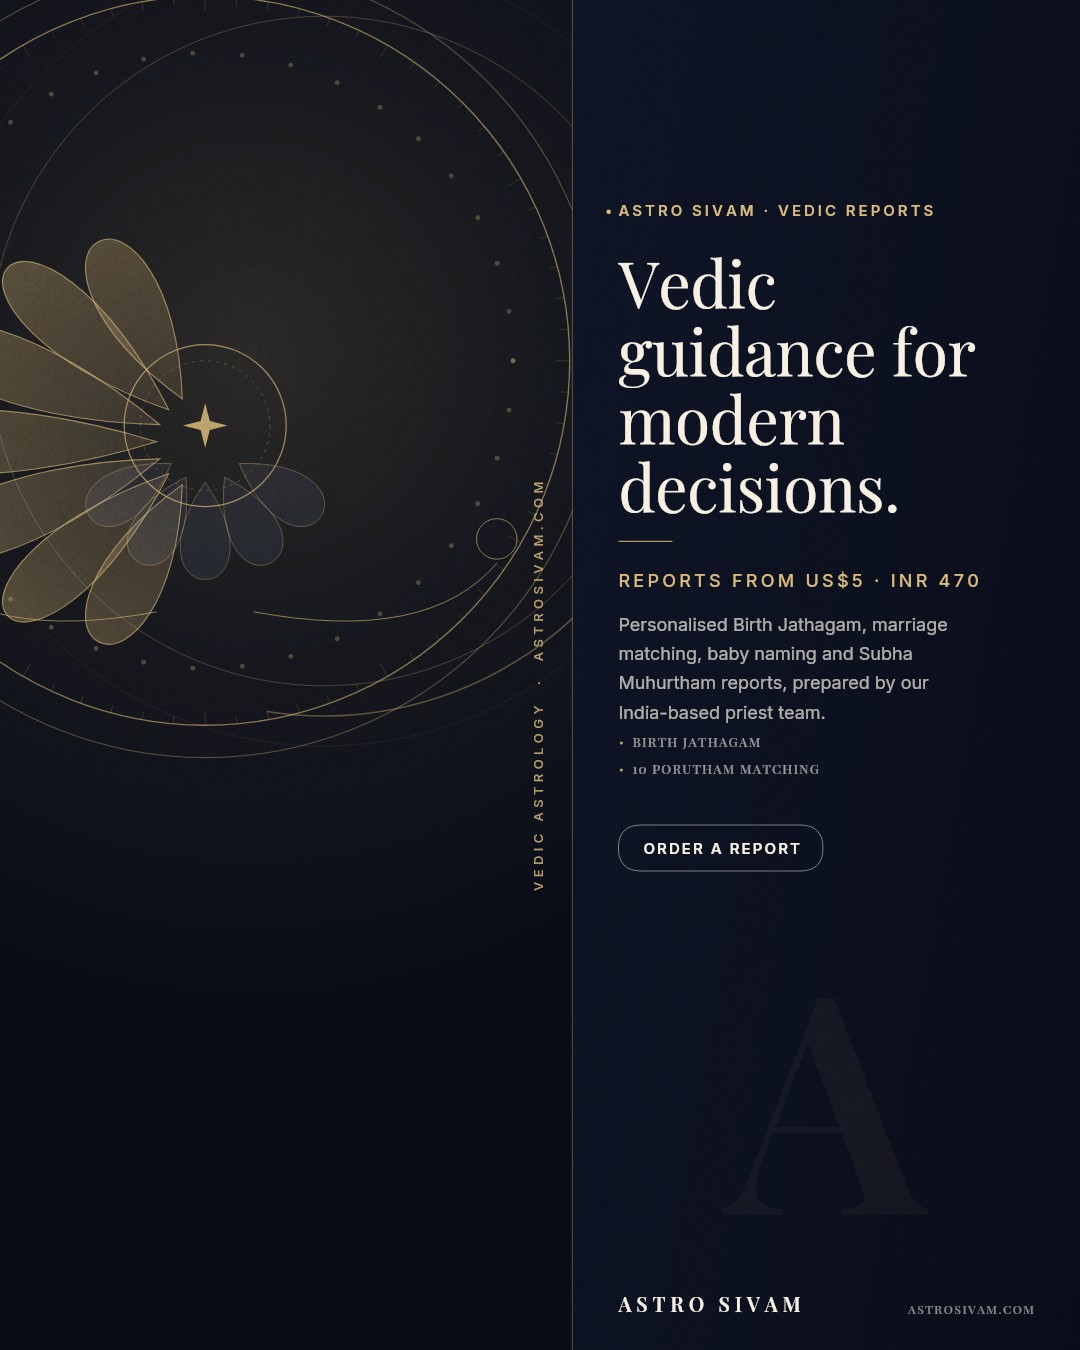 • ASTRO SIVAM · VEDIC REPORTS
Vedic
guidance for
modern
decisions.
REPORTS FROM US$5 · INR 470
Personalised Birth Jathagam, marriage
matching, baby naming and Subha
Muhurtham reports, prepared by our
India-based priest team.
• BIRTH JATHAGAM
• 10 PORUTHAM MATCHING
ORDER A REPORT
VEDIC ASTROLOGY · ASTROSIVAM.COM
A
ASTRO SIVAM
ASTROSIVAM.COM